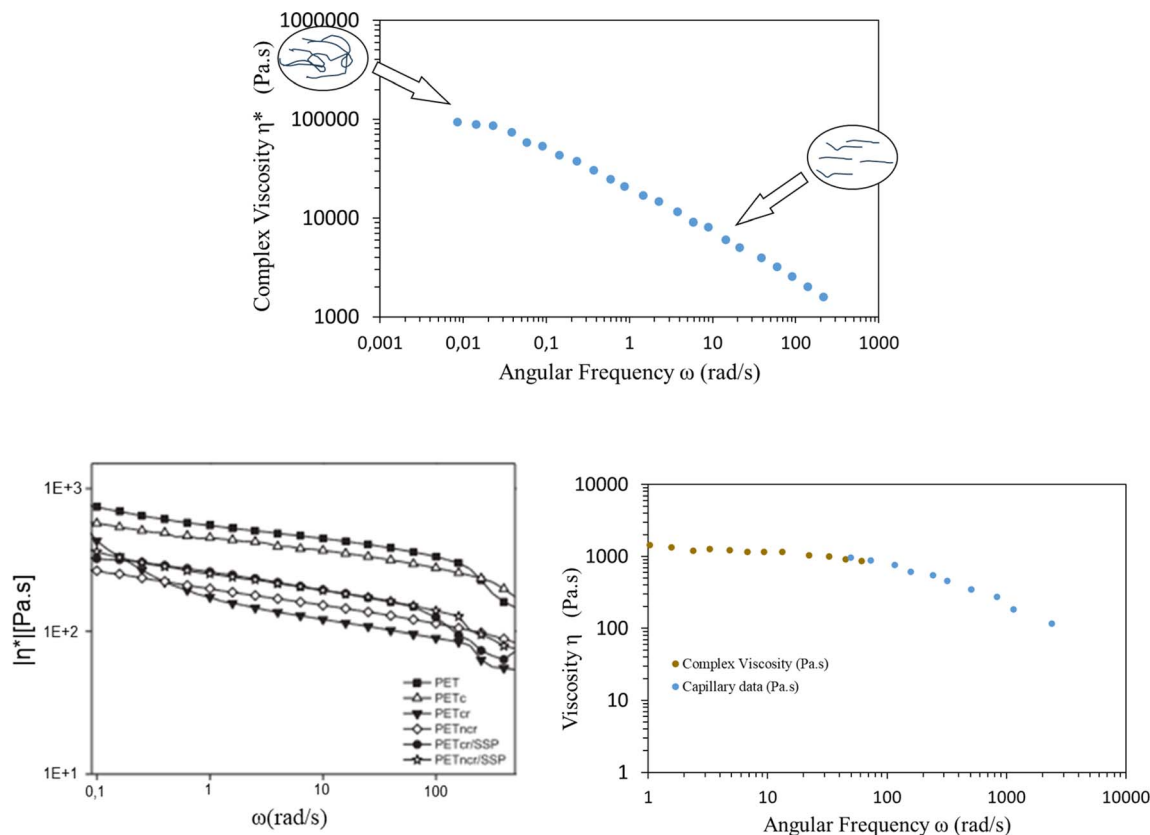 1000000
100000
10000
1000
Complex Viscosity η* (Pa.s)
0,001 0,01 0,1 1 10 100 1000
Angular Frequency ω (rad/s)
1E+3
1E+2
1E+1
|η*|[Pa.s]
PET
PETc
PETcr
PETncr
PETcr/SSP
PETncr/SSP
0,1 1 10 100
ω(rad/s)
10000
1000
100
10
1
Viscosity η (Pa.s)
Complex Viscosity (Pa.s)
Capillary data (Pa.s)
1 10 100 1000 10000
Angular Frequency ω (rad/s)